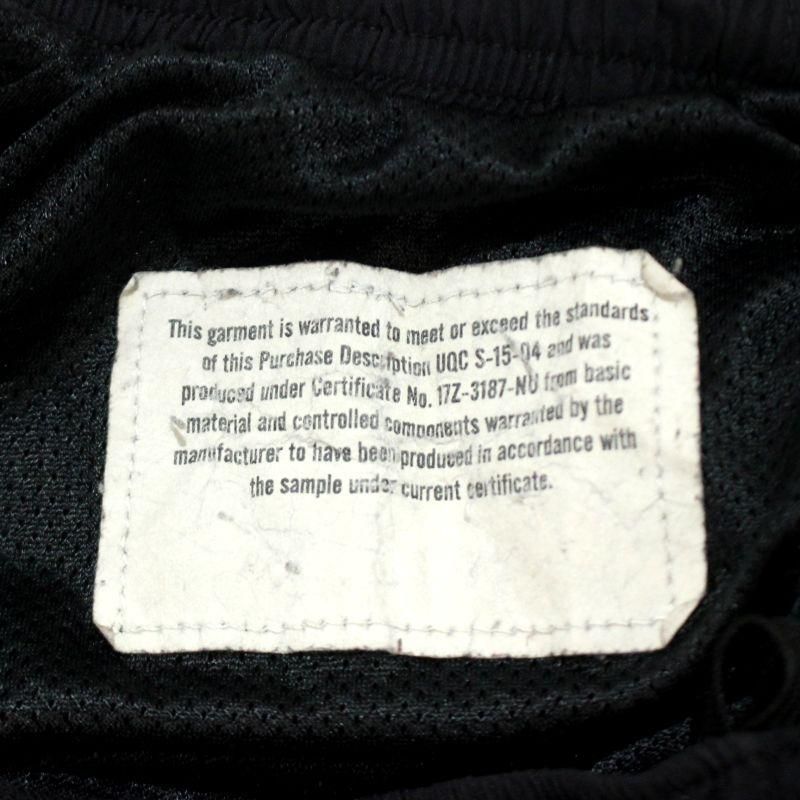 This garment is warranted to meet or exceed the standards
of this Purchase Description UQC S-15-04 and was
produced under Certificate No. 17Z-3187-NU from basic
material and controlled components warranted by the
manufacturer to have been produced in accordance with
the sample under current certificate.